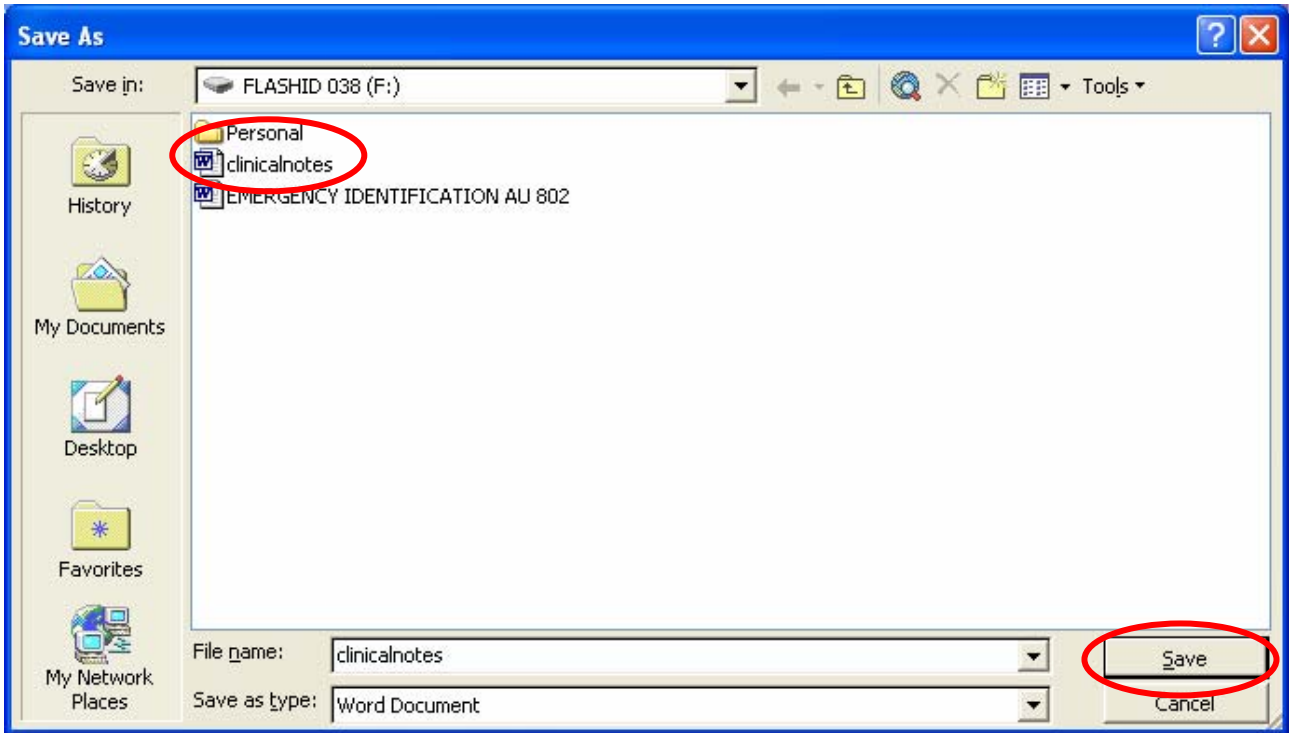 Save As
Save in:
FLASHID 038 (F:)
Tools
History
My Documents
Desktop
Favorites
My Network
Places
Personal
clinicalnotes
EMERGENCY IDENTIFICATION AU 802
File name:
clinicalnotes
Save
Save as type:
Word Document
Cancel